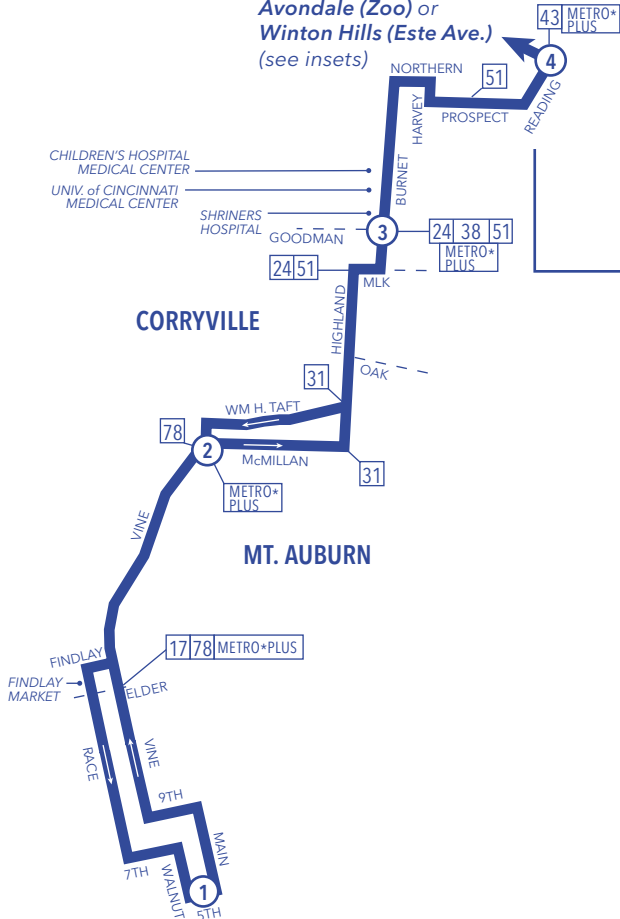 Avondale (Zoo) or
Winton Hills (Este Ave.)
(see insets)
43 METRO*
PLUS
4
NORTHERN
51
HARVEY
PROSPECT
READING
BURNET
CHILDREN'S HOSPITAL
MEDICAL CENTER
UNIV. of CINCINNATI
MEDICAL CENTER
SHRINERS
HOSPITAL
GOODMAN
3
24 38 51
METRO*
PLUS
24 51
MLK
CORRYVILLE
HIGHLAND
OAK
31
WM H. TAFT
78
2
McMILLAN
31
METRO*
PLUS
VINE
MT. AUBURN
17 78 METRO*PLUS
FINDLAY
FINDLAY
MARKET
ELDER
RACE
VINE
9TH
MAIN
7TH
WALNUT
1
5TH